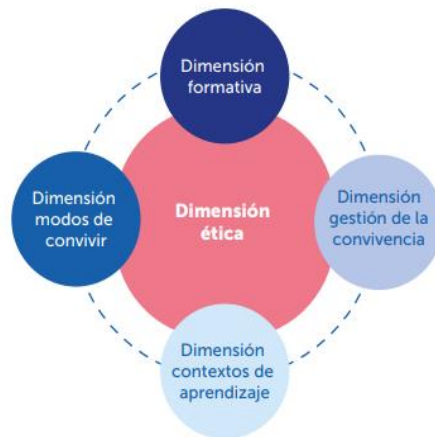 Dimensión
formativa
Dimensión
modos de
convivir
Dimensión
ética
Dimensión
gestión de la
convivencia
Dimensión
contextos de
aprendizaje